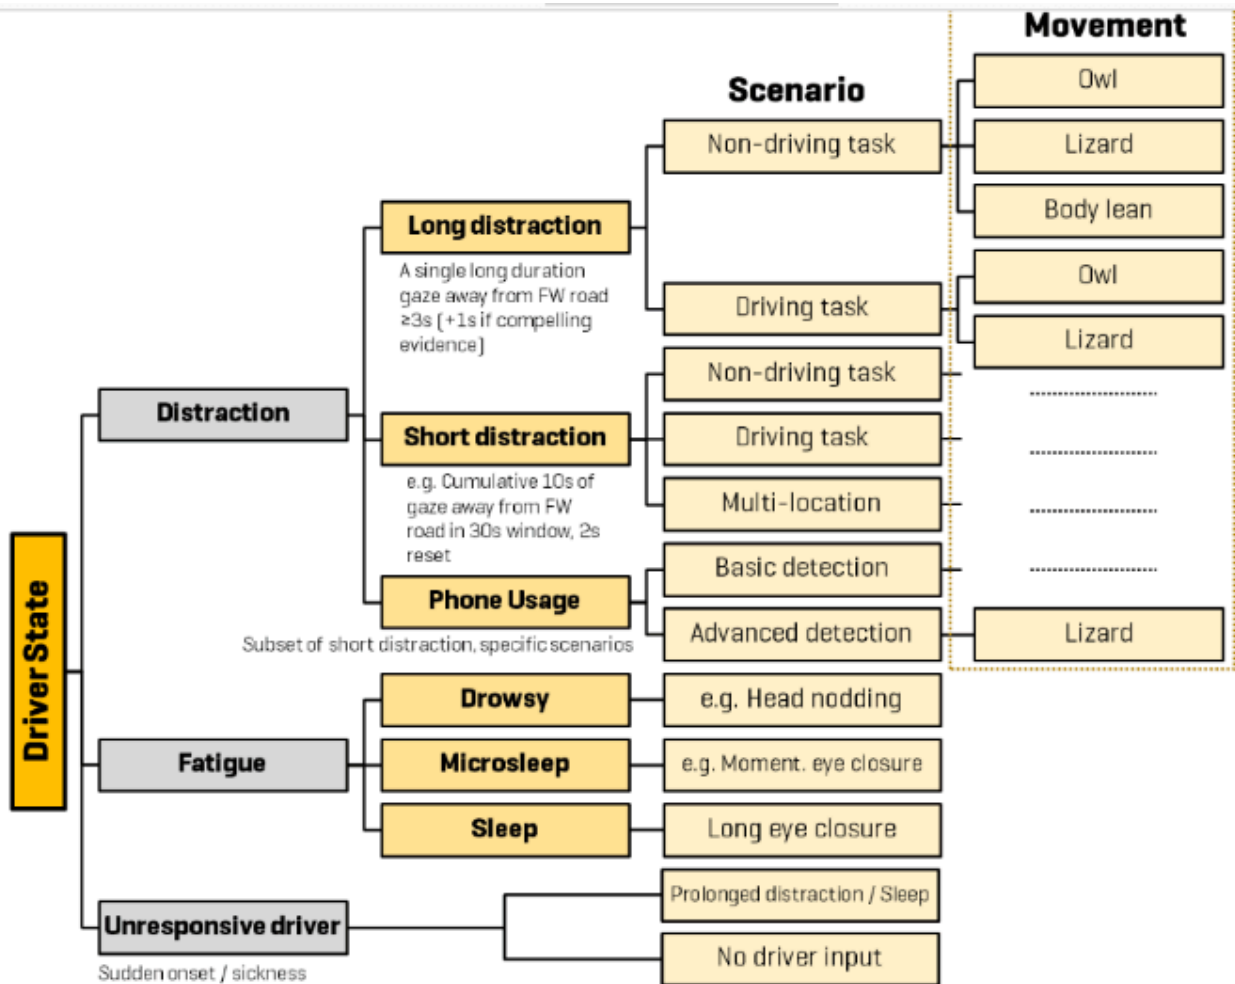 Movement
Scenario
Owl
Non-driving task
Lizard
Body lean
Long distraction
A single long duration
gaze away from FW road
≥3s (+1s if compelling
evidence)
Driving task
Owl
Lizard
Distraction
Short distraction
e.g. Cumulative 10s of
gaze away from FW
road in 30s window, 2s
reset
Non-driving task
Driving task
Multi-location
Phone Usage
Subset of short distraction, specific scenarios
Basic detection
Advanced detection
Lizard
Driver State
Fatigue
Drowsy
e.g. Head nodding
Microsleep
e.g. Moment. eye closure
Sleep
Long eye closure
Unresponsive driver
Sudden onset / sickness
Prolonged distraction / Sleep
No driver input